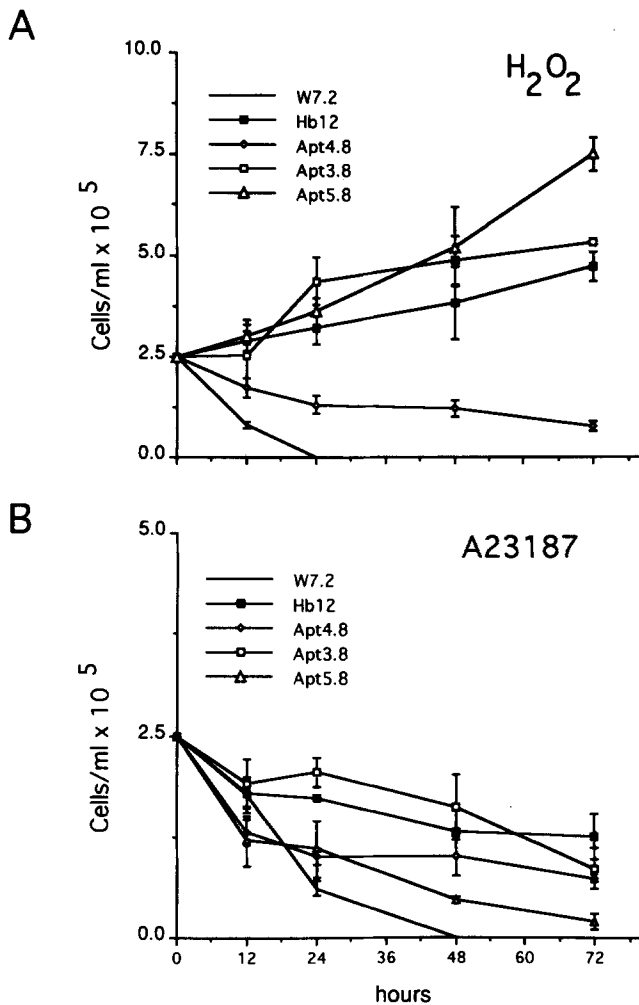 A
H2O2
10.0
7.5
5.0
2.5
0.0
Cells/ml x 10 5
W7.2
Hb12
Apt4.8
Apt3.8
Apt5.8
B
A23187
5.0
2.5
0.0
Cells/ml x 10 5
W7.2
Hb12
Apt4.8
Apt3.8
Apt5.8
0 12 24 36 48 60 72
hours